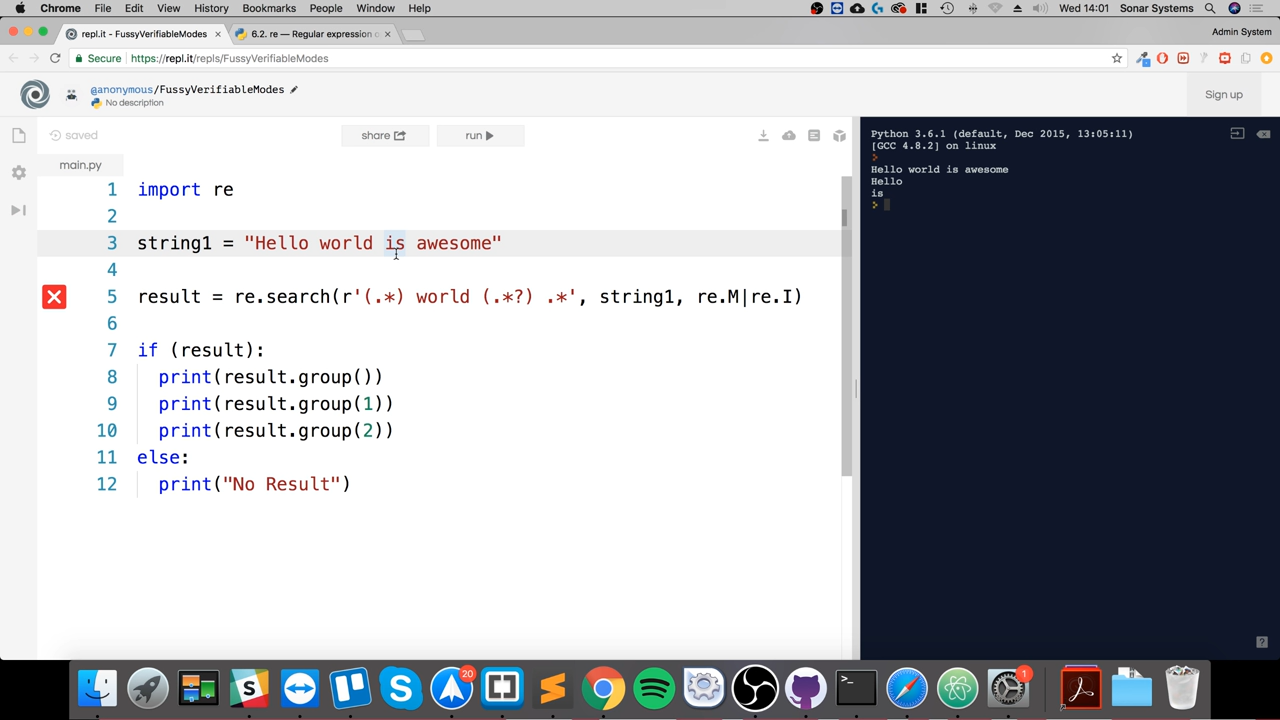 Chrome File Edit View History Bookmarks People Window Help Wed 14:01 Sonar Systems
repl.it - FussyVerifiableModes × 6.2. re — Regular expression o × Admin System
Secure https://repl.it/repls/FussyVerifiableModes
@anonymous/FussyVerifiableModes
No description
Sign up
saved share run
main.py
1 import re
2
3 string1 = "Hello world is awesome"
4
5 result = re.search(r'(.*) world (.*?) .*', string1, re.M|re.I)
6
7 if (result):
8 print(result.group())
9 print(result.group(1))
10 print(result.group(2))
11 else:
12 print("No Result")
Python 3.6.1 (default, Dec 2015, 13:05:11)
[GCC 4.8.2] on linux
Hello world is awesome
Hello
is
?
20
1